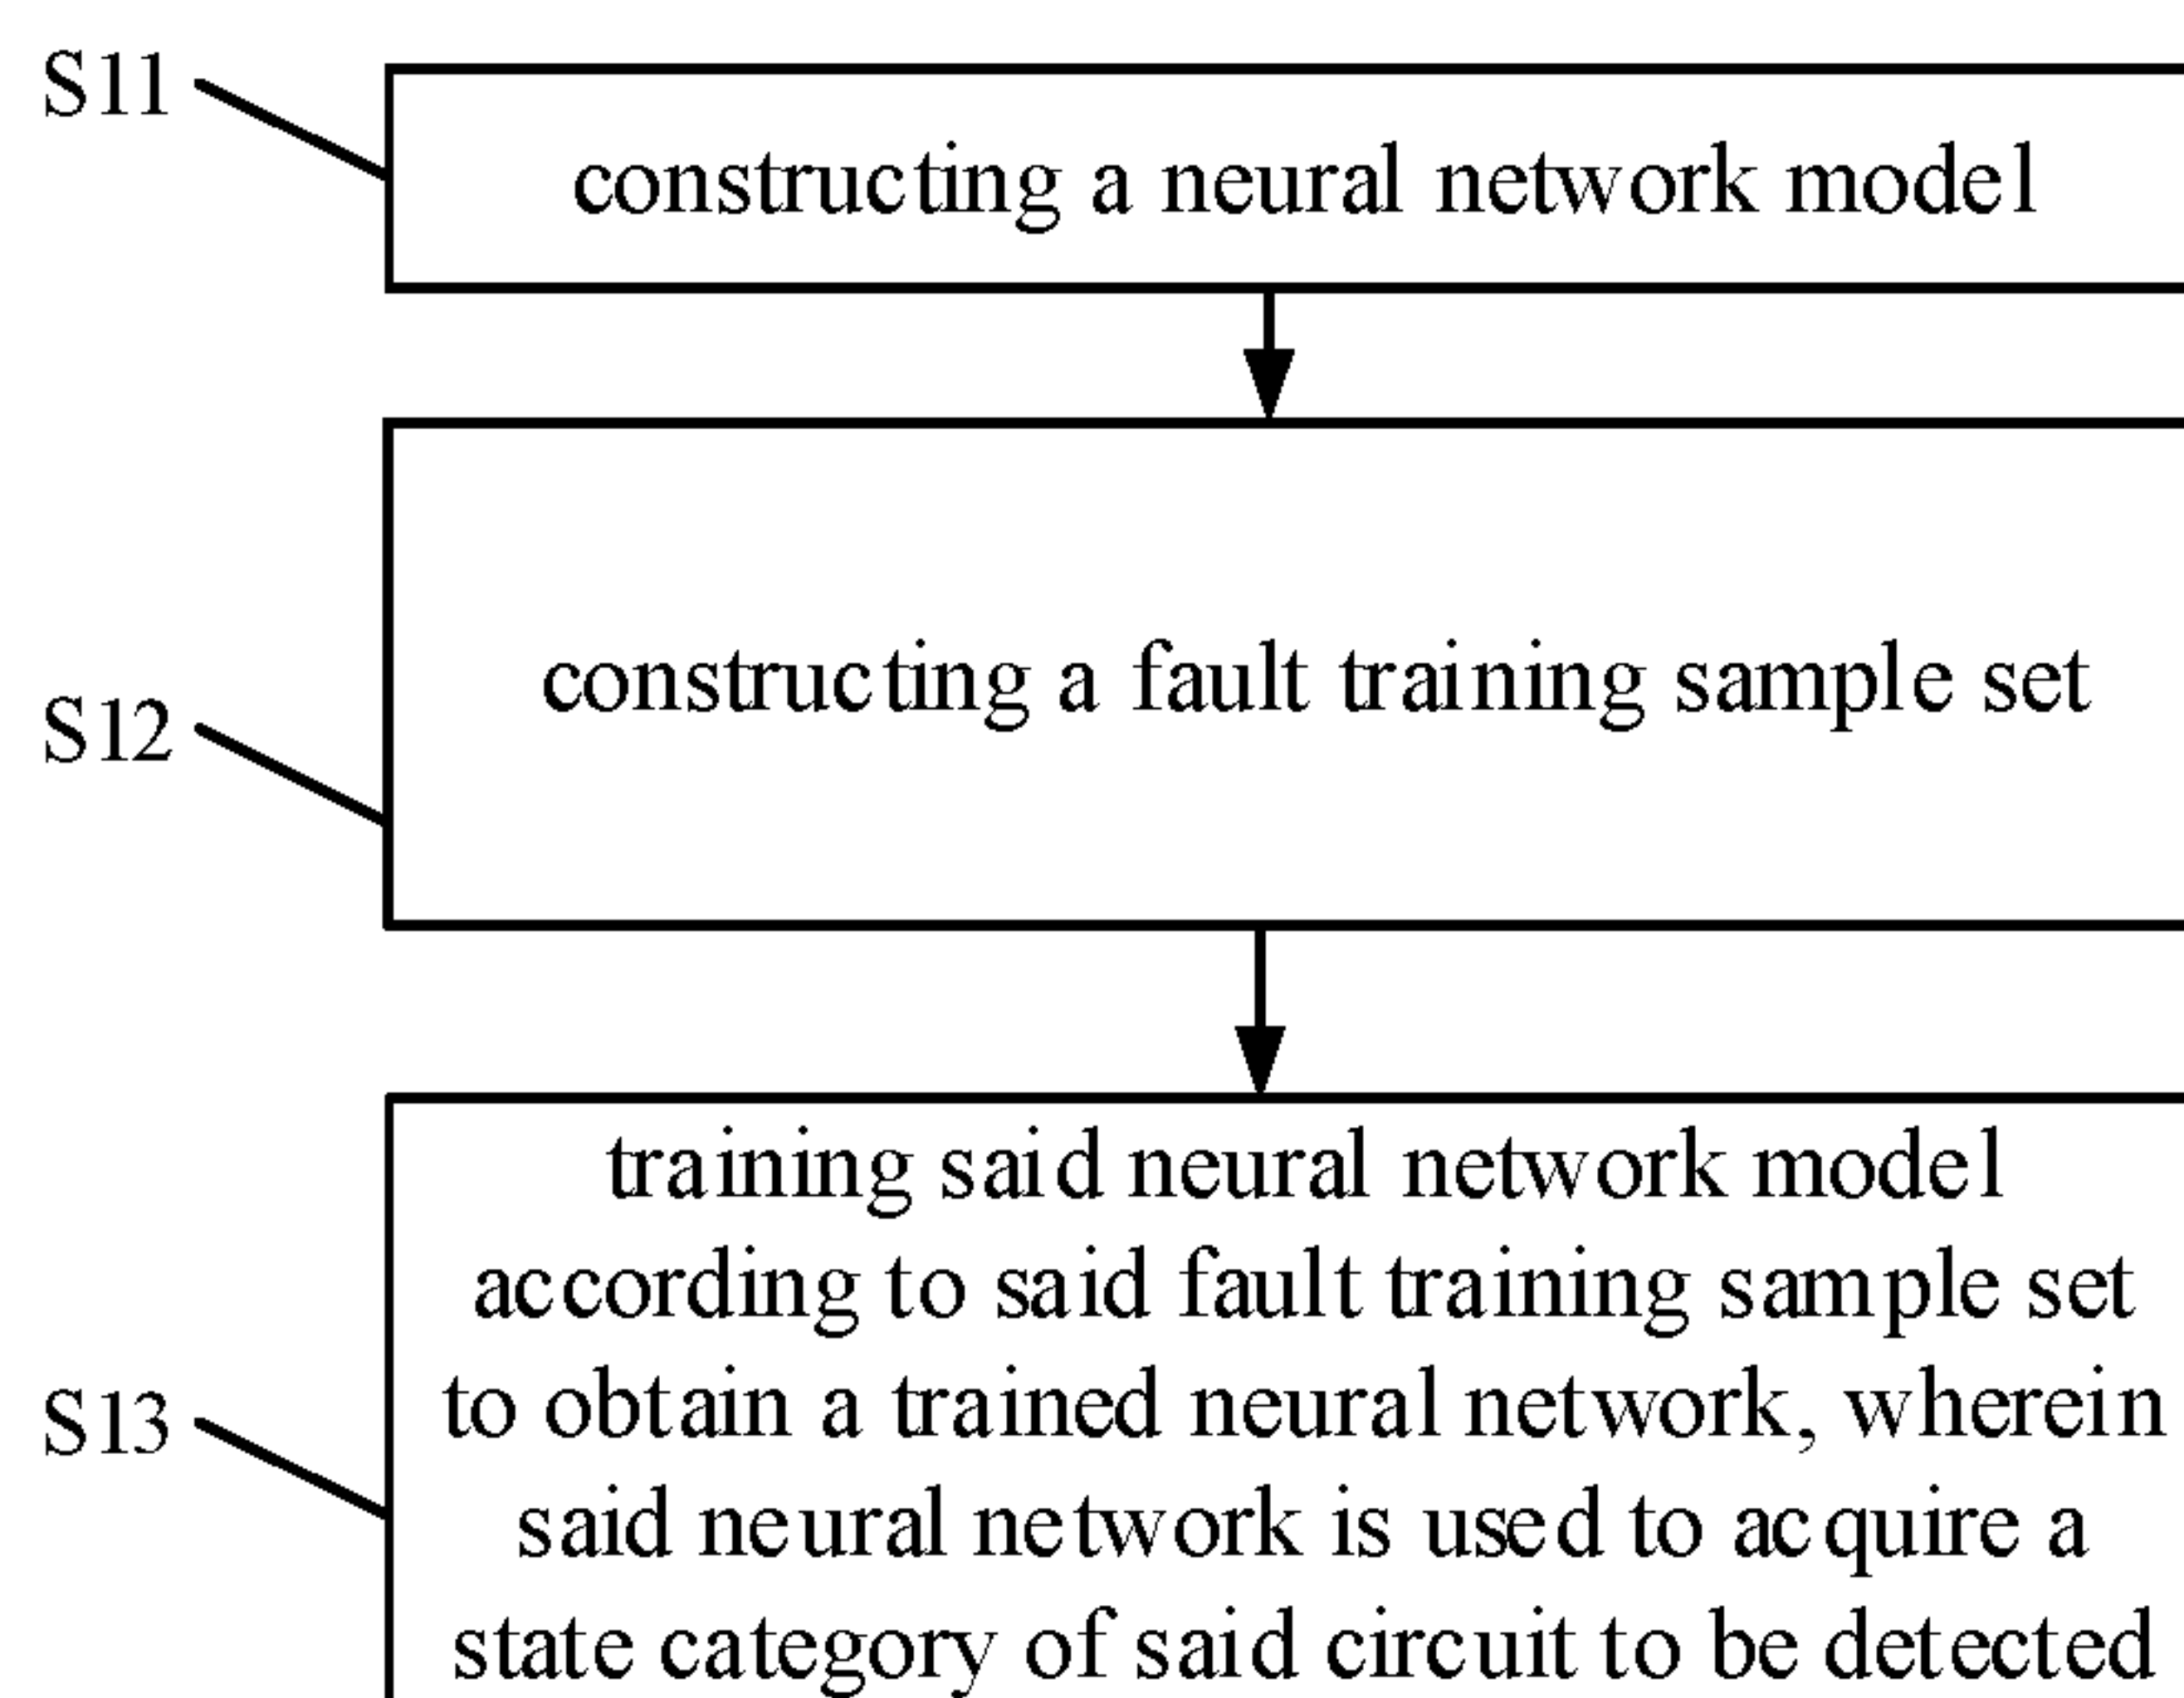 S11
constructing a neural network model
constructing a fault training sample set
S12
training said neural network model
according to said fault training sample set
to obtain a trained neural network, wherein
S13
said neural network is used to acquire a
state category of said circuit to be detected